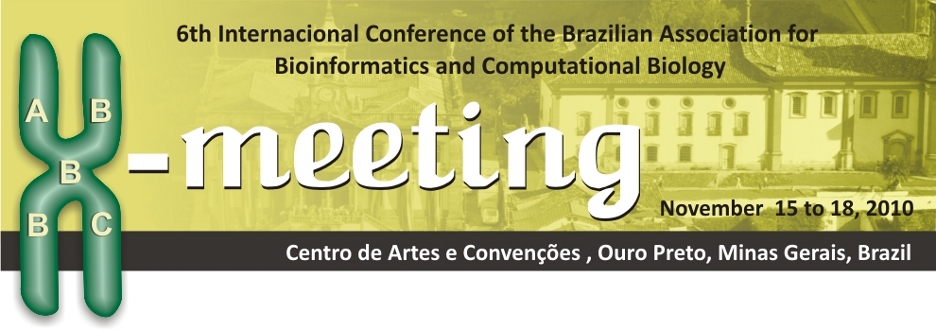 6th Internacional Conference of the Brazilian Association for
Bioinformatics and Computational Biology
A B
B
B C
-meeting
November 15 to 18, 2010
Centro de Artes e Convenções , Ouro Preto, Minas Gerais, Brazil